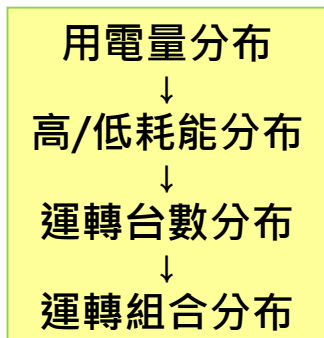 用電量分布
↓
高/低耗能分布
↓
運轉台數分布
↓
運轉組合分布